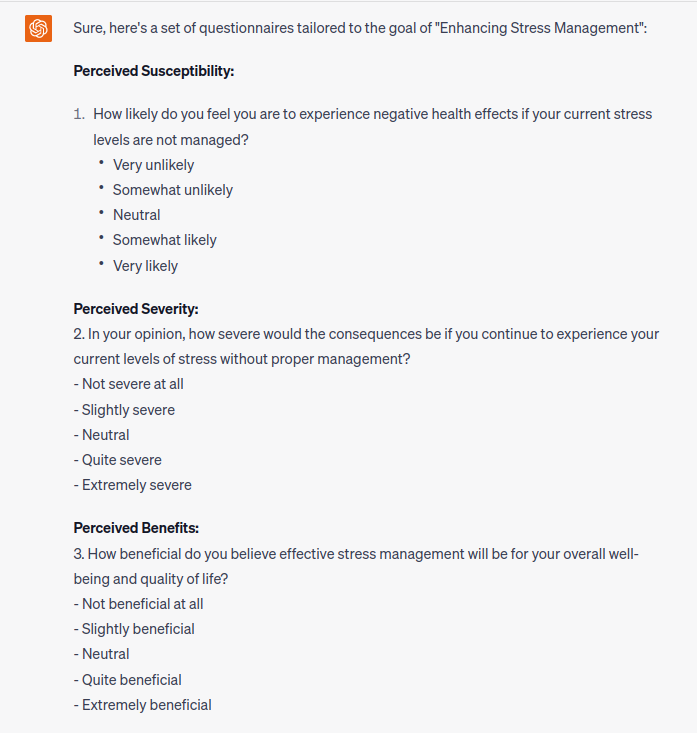 Sure, here's a set of questionnaires tailored to the goal of "Enhancing Stress Management":
Perceived Susceptibility:
1. How likely do you feel you are to experience negative health effects if your current stress
levels are not managed?
• Very unlikely
• Somewhat unlikely
• Neutral
• Somewhat likely
• Very likely
Perceived Severity:
2. In your opinion, how severe would the consequences be if you continue to experience your
current levels of stress without proper management?
- Not severe at all
- Slightly severe
- Neutral
- Quite severe
- Extremely severe
Perceived Benefits:
3. How beneficial do you believe effective stress management will be for your overall well-
being and quality of life?
- Not beneficial at all
- Slightly beneficial
- Neutral
- Quite beneficial
- Extremely beneficial